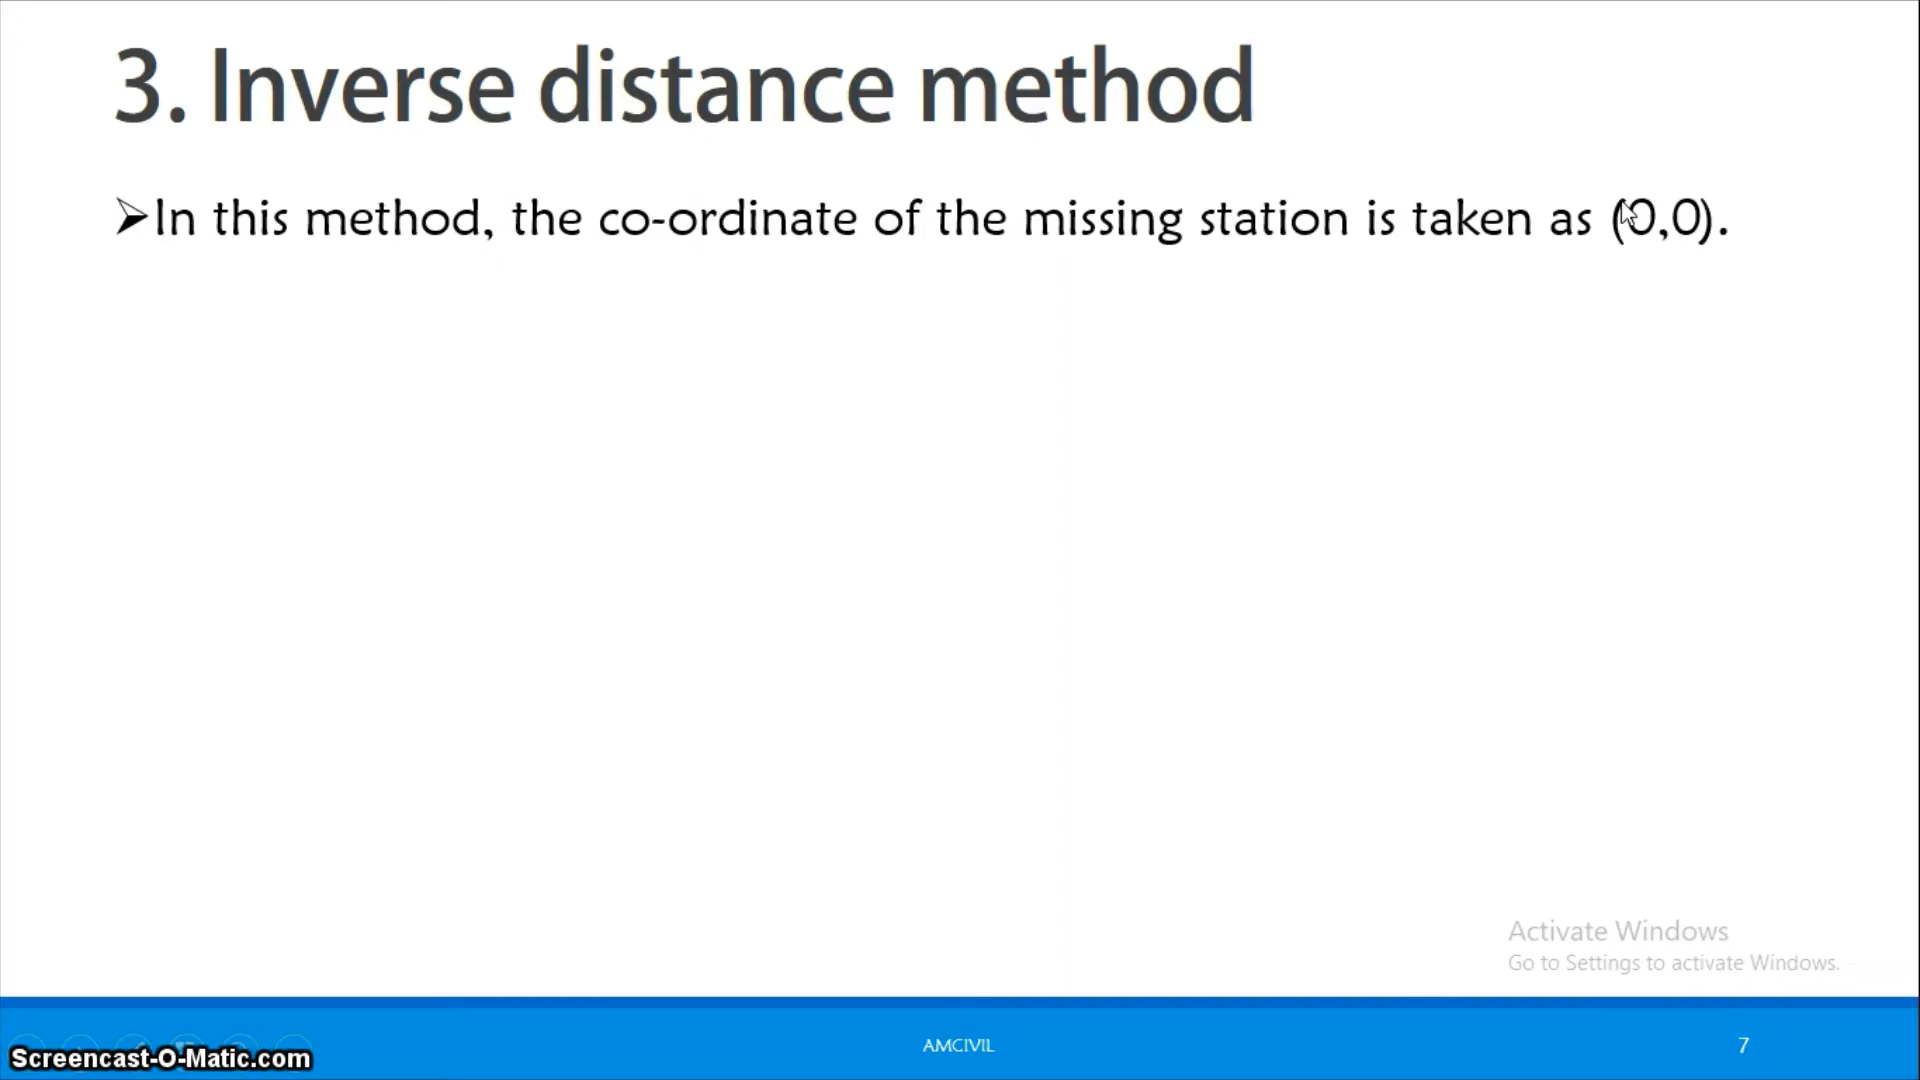 3. Inverse distance method
➢In this method, the co-ordinate of the missing station is taken as (0,0).
Activate Windows
Go to Settings to activate Windows.
Screencast-O-Matic.com
AMCIVIL
7